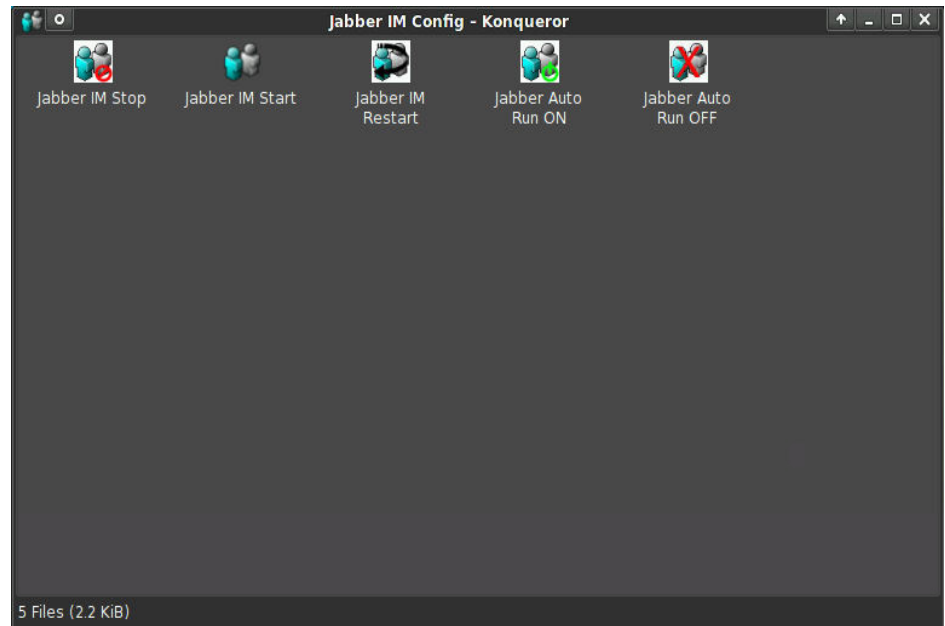 Jabber IM Config - Konqueror
Jabber IM Stop
Jabber IM Start
Jabber IM
Restart
Jabber Auto
Run ON
Jabber Auto
Run OFF
5 Files (2.2 KiB)